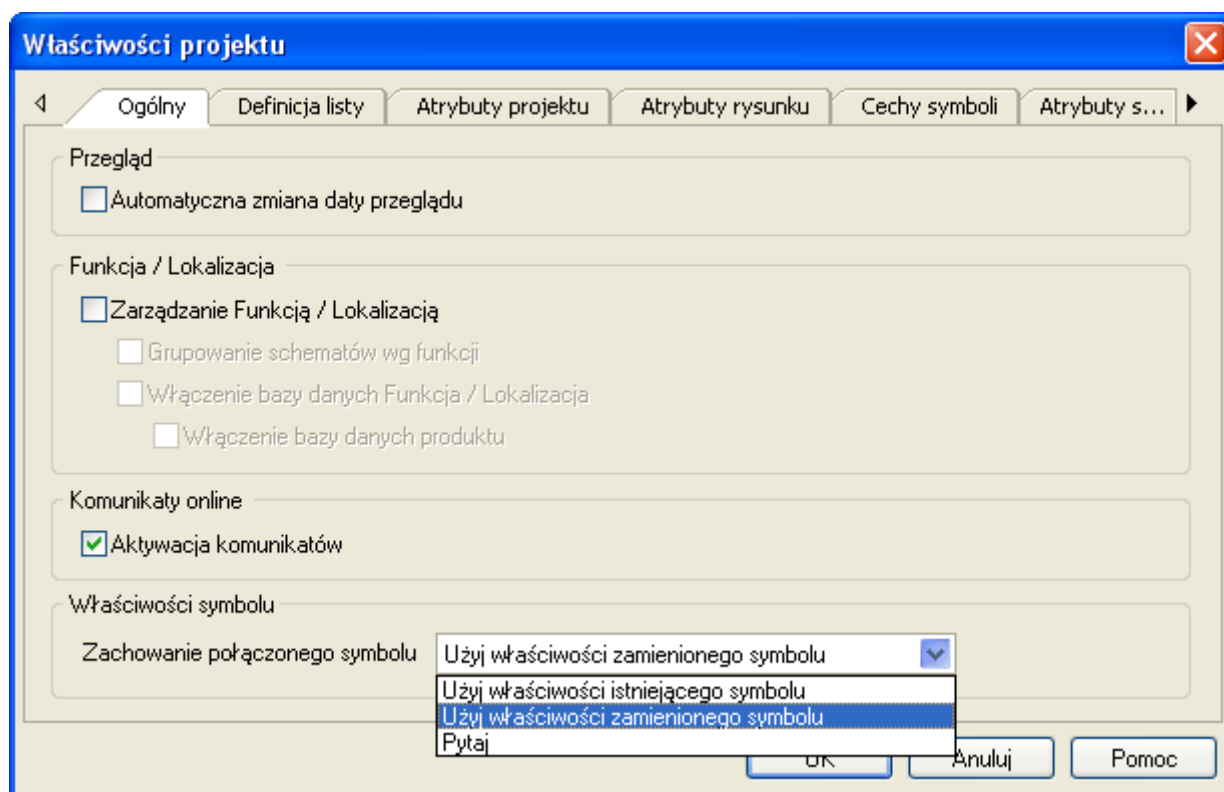 Właściwości projektu
Ogólny Definicja listy Atrybuty projektu Atrybuty rysunku Cechy symboli Atrybuty s...
Przegląd
Automatyczna zmiana daty przeglądu
Funkcja / Lokalizacja
Zarządzanie Funkcją / Lokalizacją
Grupowanie schematów wg funkcji
Włączenie bazy danych Funkcja / Lokalizacja
Włączenie bazy danych produktu
Komunikaty online
Aktywacja komunikatów
Właściwości symbolu
Zachowanie połączonego symbolu Użyj właściwości zamienionego symbolu
Użyj właściwości istniejącego symbolu
Użyj właściwości zamienionego symbolu
Pytaj
OK Anuluj Pomoc